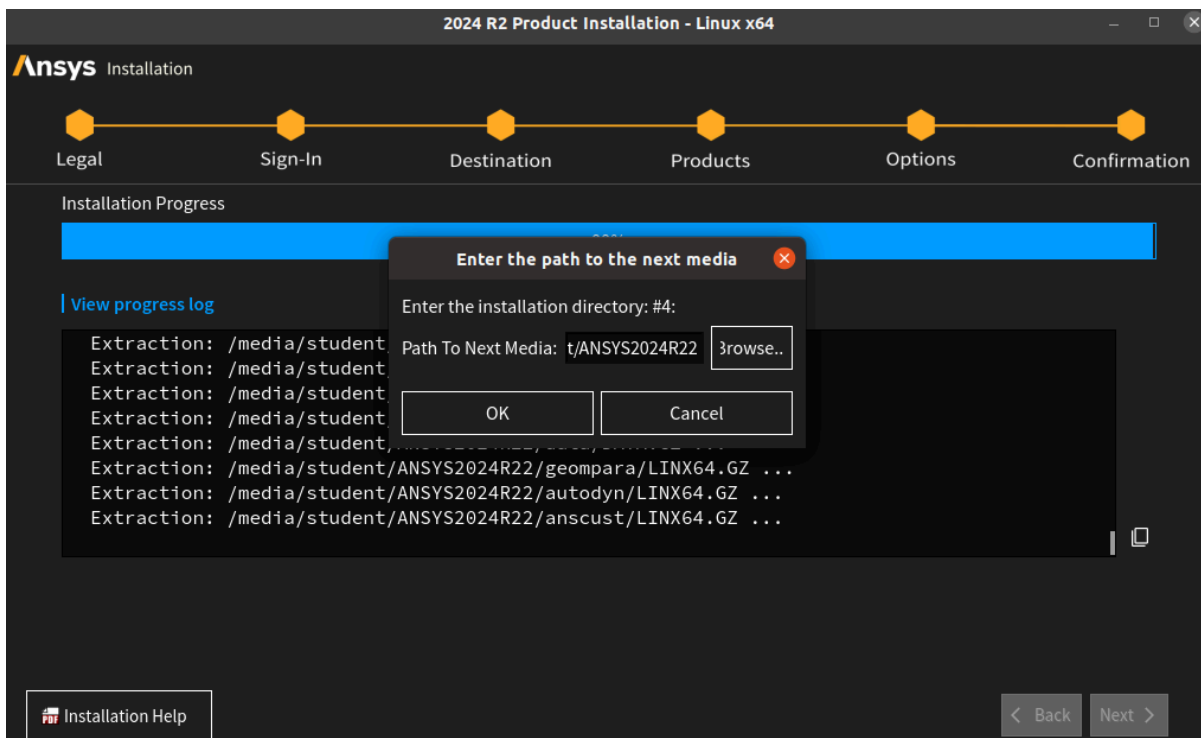 2024 R2 Product Installation - Linux x64
Ansys Installation
Legal Sign-In Destination Products Options Confirmation
Installation Progress
Enter the path to the next media
Enter the installation directory: #4:
Path To Next Media: t/ANSYS2024R22 Browse..
OK Cancel
View progress log
Extraction: /media/student
Extraction: /media/student
Extraction: /media/student
Extraction: /media/student
Extraction: /media/student/ANSYS2024R22/
Extraction: /media/student/ANSYS2024R22/geompara/LINX64.GZ ...
Extraction: /media/student/ANSYS2024R22/autodyn/LINX64.GZ ...
Extraction: /media/student/ANSYS2024R22/anscust/LINX64.GZ ...
PDF Installation Help
< Back Next >